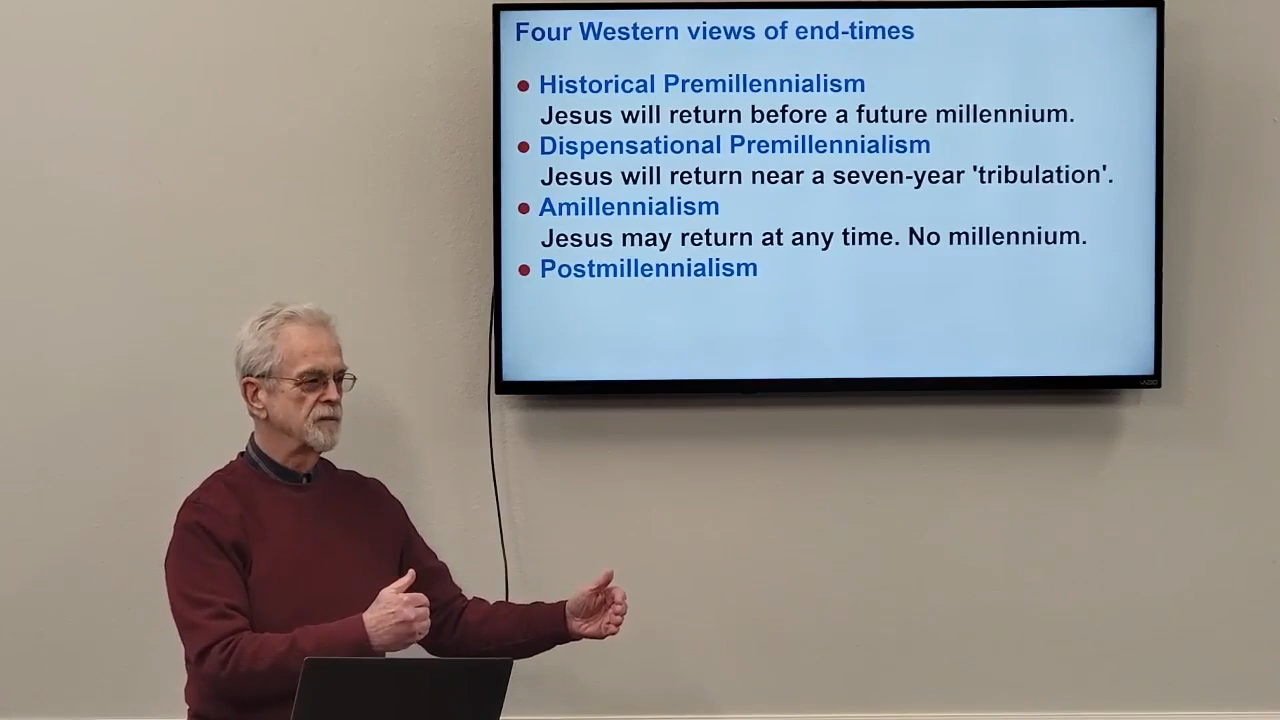 Four Western views of end-times
● Historical Premillennialism
Jesus will return before a future millennium.
● Dispensational Premillennialism
Jesus will return near a seven-year 'tribulation'.
● Amillennialism
Jesus may return at any time. No millennium.
● Postmillennialism
VIZIO